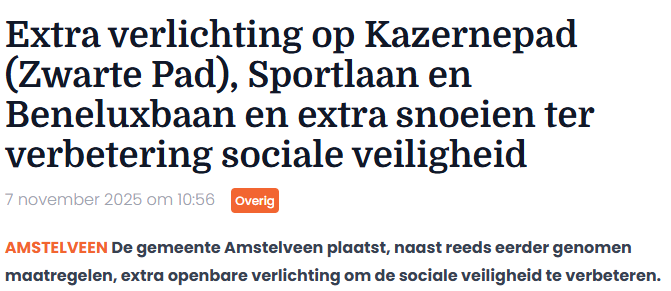 Extra verlichting op Kazernepad
(Zwarte Pad), Sportlaan en
Beneluxbaan en extra snoeien ter
verbetering sociale veiligheid
7 november 2025 om 10:56 Overig
AMSTELVEEN De gemeente Amstelveen plaatst, naast reeds eerder genomen
maatregelen, extra openbare verlichting om de sociale veiligheid te verbeteren.